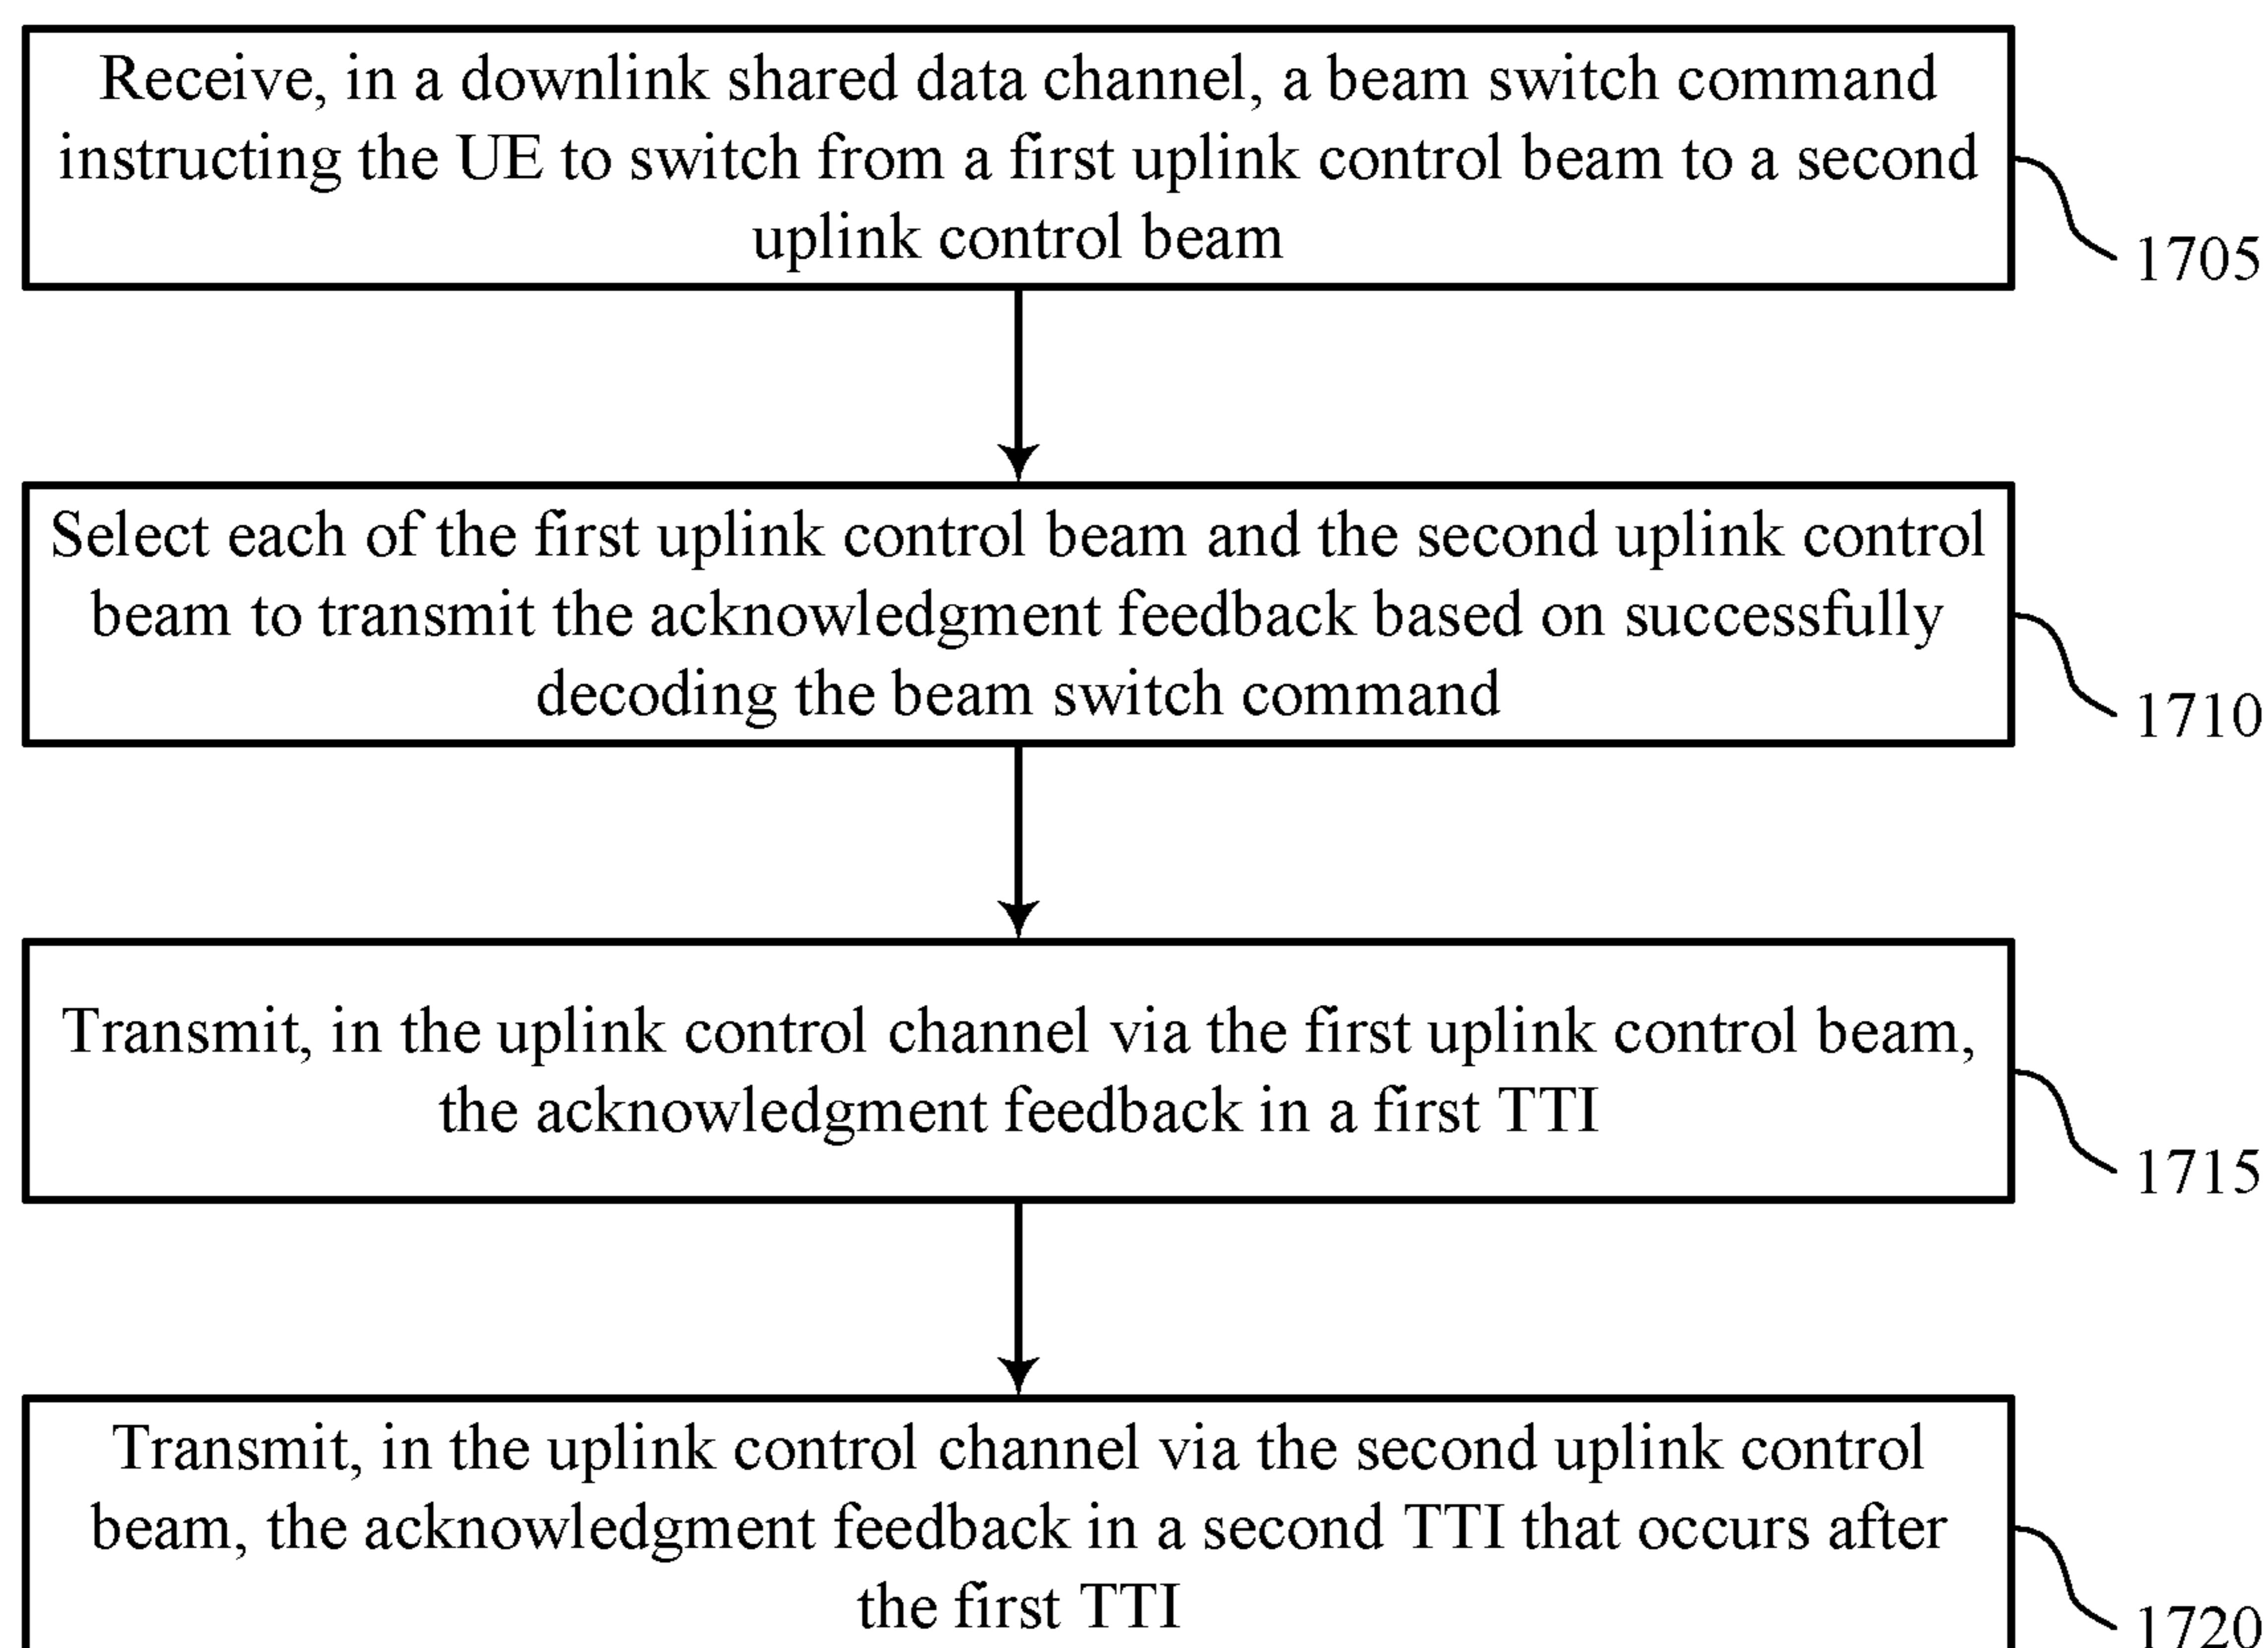 Receive, in a downlink shared data channel, a beam switch command
instructing the UE to switch from a first uplink control beam to a second
uplink control beam
1705
Select each of the first uplink control beam and the second uplink control
beam to transmit the acknowledgment feedback based on successfully
decoding the beam switch command
1710
Transmit, in the uplink control channel via the first uplink control beam,
the acknowledgment feedback in a first TTI
1715
Transmit, in the uplink control channel via the second uplink control
beam, the acknowledgment feedback in a second TTI that occurs after
the first TTI
1720